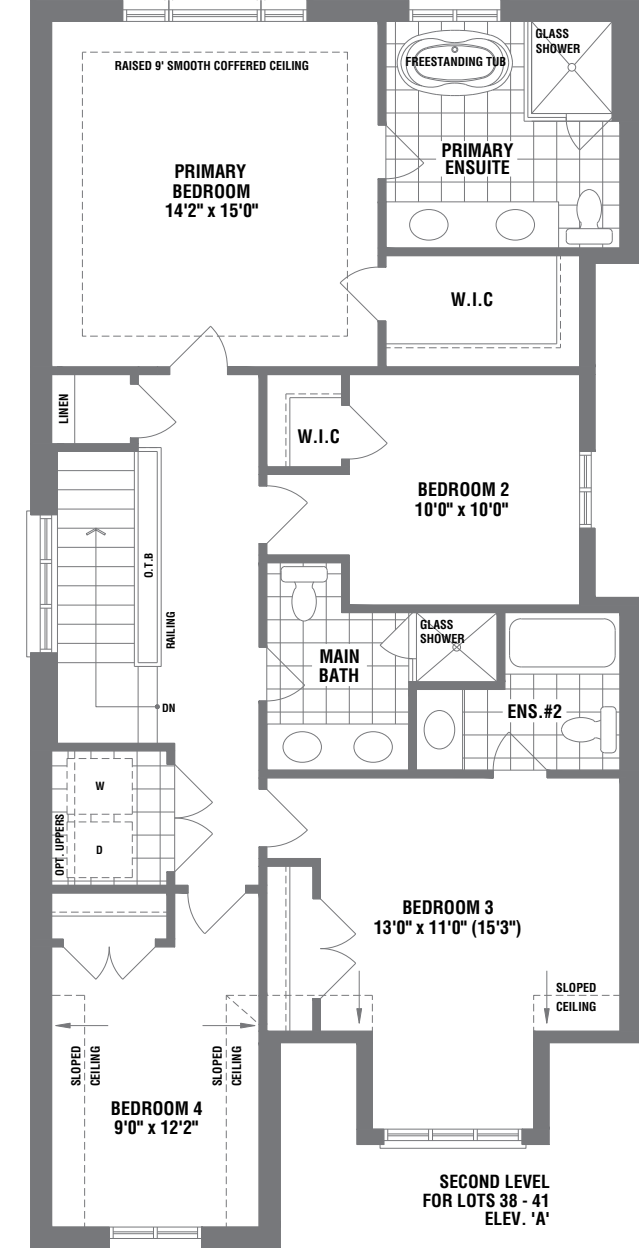 GLASS
SHOWER
RAISED 9' SMOOTH COFFERED CEILING
FREESTANDING TUB
PRIMARY
BEDROOM
14'2" x 15'0"
PRIMARY
ENSUITE
W.I.C
LINEN
W.I.C
BEDROOM 2
10'0" x 10'0"
O.T.B
RAILING
GLASS
SHOWER
MAIN
BATH
DN
ENS.#2
W
OPT. UPPERS
D
BEDROOM 3
13'0" x 11'0" (15'3")
SLOPED
CEILING
SLOPED
CEILING
SLOPED
CEILING
BEDROOM 4
9'0" x 12'2"
SECOND LEVEL
FOR LOTS 38 - 41
ELEV. 'A'